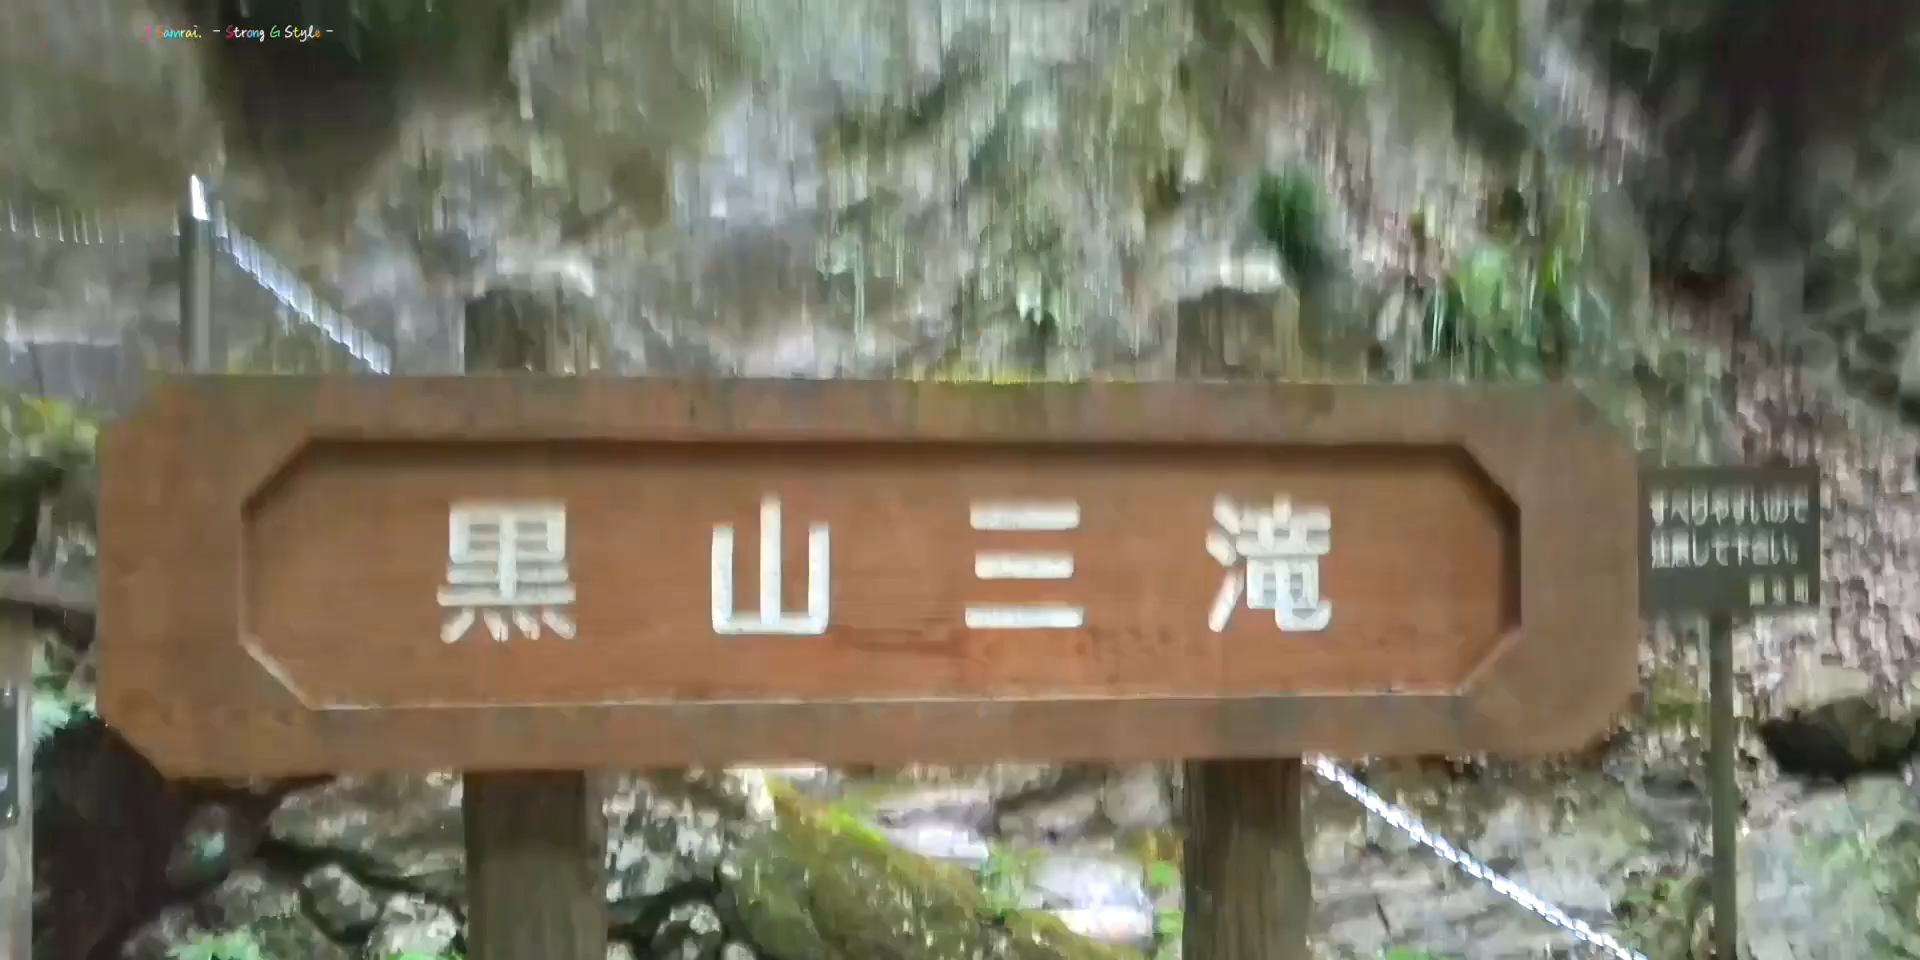 Samrai. - Strong G Style -
黒山三滝
すべりやすいので
注意して下さい。